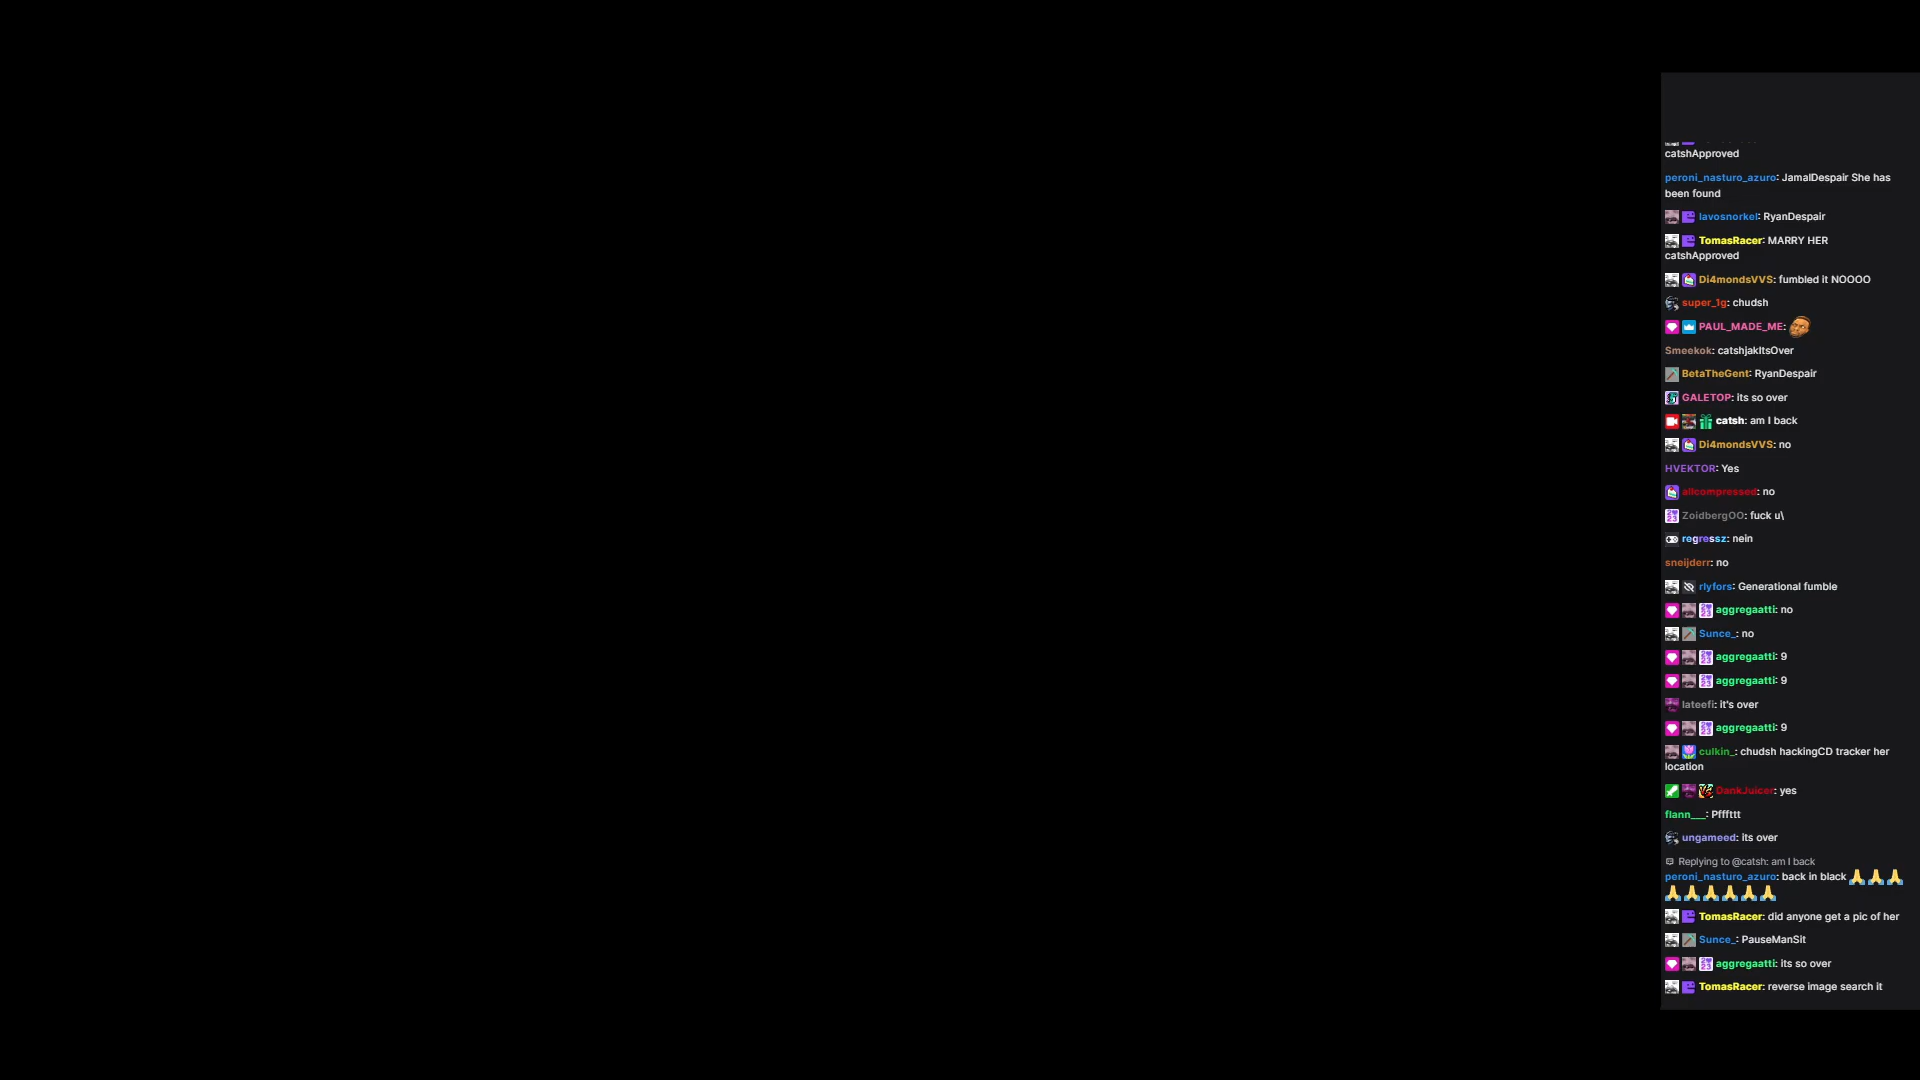 catshApproved
peroni_nasturo_azuro: JamalDespair She has
been found
lavosnorkel: RyanDespair
TomasRacer: MARRY HER
catshApproved
Di4mondsVVS: fumbled it NOOOO
super_1g: chudsh
PAUL_MADE_ME:
Smeekok: catshjakItsOver
BetaTheGent: RyanDespair
GALETOP: its so over
catsh: am I back
Di4mondsVVS: no
HVEKTOR: Yes
allcompressed: no
ZoidbergOO: fuck u\
regressz: nein
sneijderr: no
rlyfors: Generational fumble
aggregaatti: no
Sunce_: no
aggregaatti: 9
aggregaatti: 9
lateefi: it's over
aggregaatti: 9
culkin_: chudsh hackingCD tracker her
location
DankJuicer: yes
flann___: Pfffttt
ungameed: its over
Replying to @catsh: am I back
peroni_nasturo_azuro: back in black 🙏🙏🙏
🙏🙏🙏🙏🙏🙏
TomasRacer: did anyone get a pic of her
Sunce_: PauseManSit
aggregaatti: its so over
TomasRacer: reverse image search it